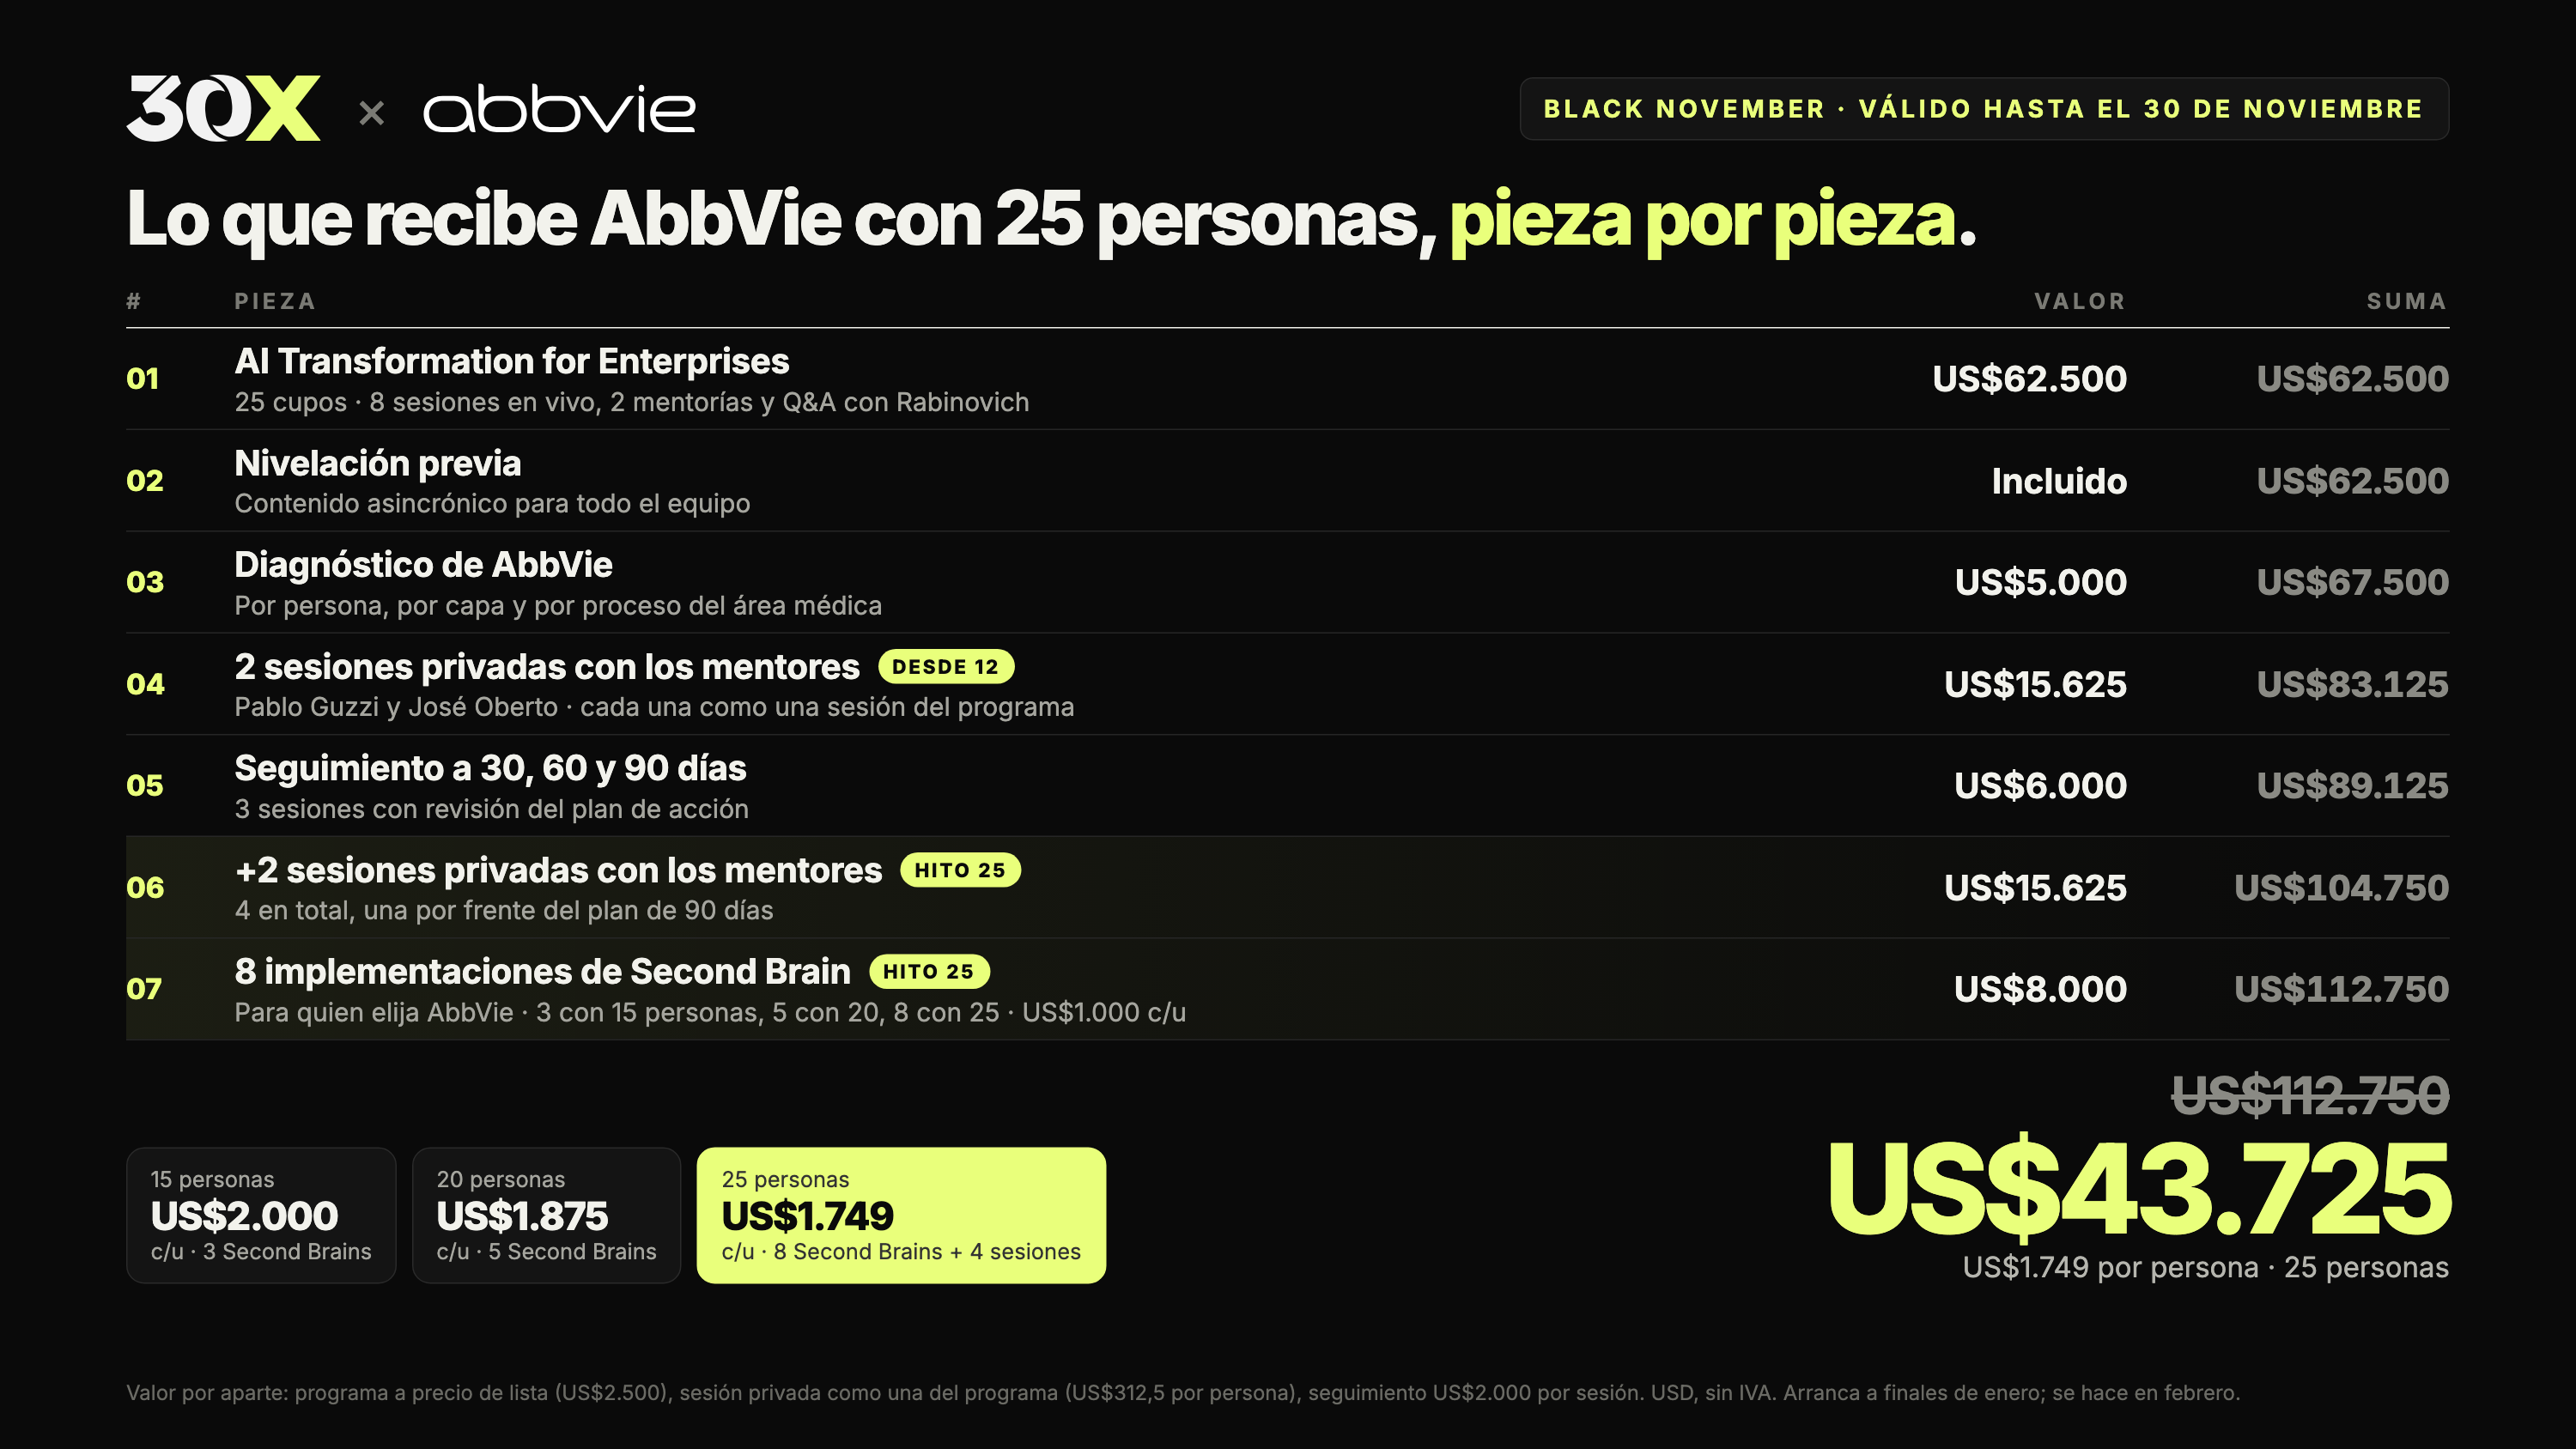 30X × abbvie
BLACK NOVEMBER · VÁLIDO HASTA EL 30 DE NOVIEMBRE
Lo que recibe AbbVie con 25 personas, pieza por pieza.
# PIEZA VALOR SUMA
01 AI Transformation for Enterprises US$62.500 US$62.500
25 cupos · 8 sesiones en vivo, 2 mentorías y Q&A con Rabinovich
02 Nivelación previa Incluido US$62.500
Contenido asincrónico para todo el equipo
03 Diagnóstico de AbbVie US$5.000 US$67.500
Por persona, por capa y por proceso del área médica
04 2 sesiones privadas con los mentores DESDE 12 US$15.625 US$83.125
Pablo Guzzi y José Oberto · cada una como una sesión del programa
05 Seguimiento a 30, 60 y 90 días US$6.000 US$89.125
3 sesiones con revisión del plan de acción
06 +2 sesiones privadas con los mentores HITO 25 US$15.625 US$104.750
4 en total, una por frente del plan de 90 días
07 8 implementaciones de Second Brain HITO 25 US$8.000 US$112.750
Para quien elija AbbVie · 3 con 15 personas, 5 con 20, 8 con 25 · US$1.000 c/u
US$112.750
US$43.725
US$1.749 por persona · 25 personas
15 personas
US$2.000
c/u · 3 Second Brains
20 personas
US$1.875
c/u · 5 Second Brains
25 personas
US$1.749
c/u · 8 Second Brains + 4 sesiones
Valor por aparte: programa a precio de lista (US$2.500), sesión privada como una del programa (US$312,5 por persona), seguimiento US$2.000 por sesión. USD, sin IVA. Arranca a finales de enero; se hace en febrero.